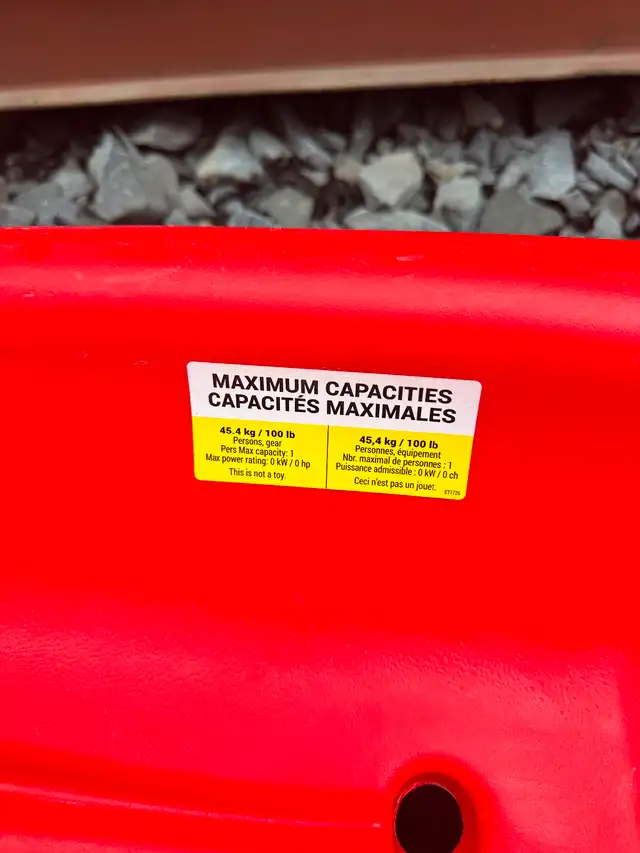 MAXIMUM CAPACITIES
CAPACITÉS MAXIMALES
45.4 kg / 100 lb
Persons, gear
Pers Max capacity: 1
Max power rating: 0 kW / 0 hp
This is not a toy.
45,4 kg / 100 lb
Personnes, équipement
Nbr. maximal de personnes : 1
Puissance admissible : 0 kW / 0 ch
Ceci n'est pas un jouet.
ET1726